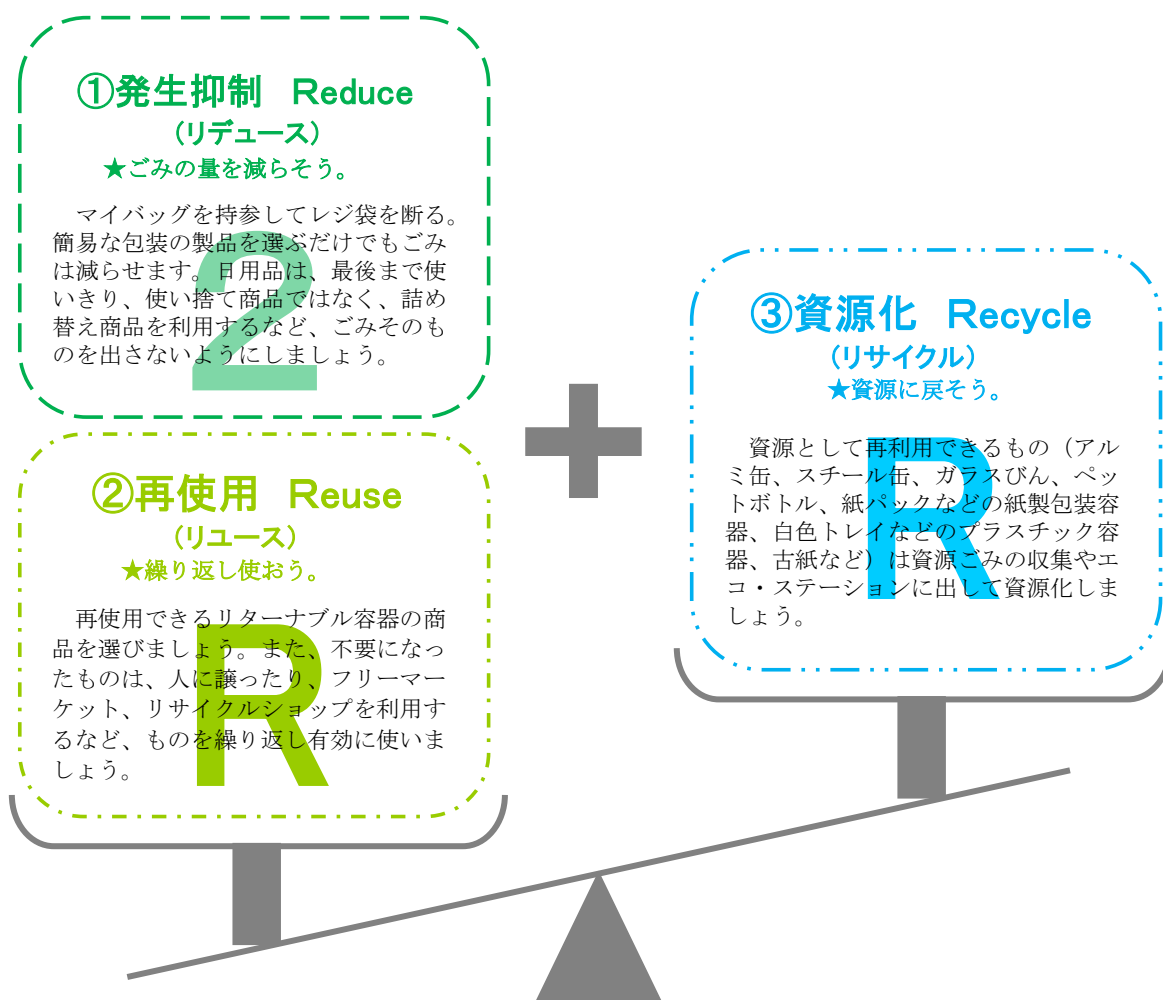 ①発生抑制　Reduce
（リデュース）
★ごみの量を減らそう。
マイバッグを持参してレジ袋を断る。
簡易な包装の製品を選ぶだけでもごみ
は減らせます。日用品は、最後まで使
いきり、使い捨て商品ではなく、詰め
替え商品を利用するなど、ごみそのも
のを出さないようにしましょう。
2
②再使用　Reuse
（リユース）
★繰り返し使おう。
再使用できるリターナブル容器の商
品を選びましょう。また、不要になっ
たものは、人に譲ったり、フリーマー
ケット、リサイクルショップを利用す
るなど、ものを繰り返し有効に使いま
しょう。
R
＋
③資源化　Recycle
（リサイクル）
★資源に戻そう。
資源として再利用できるもの（アル
ミ缶、スチール缶、ガラスびん、ペッ
トボトル、紙パックなどの紙製包装容
器、白色トレイなどのプラスチック容
器、古紙など）は資源ごみの収集やエ
コ・ステーションに出して資源化しま
しょう。
R